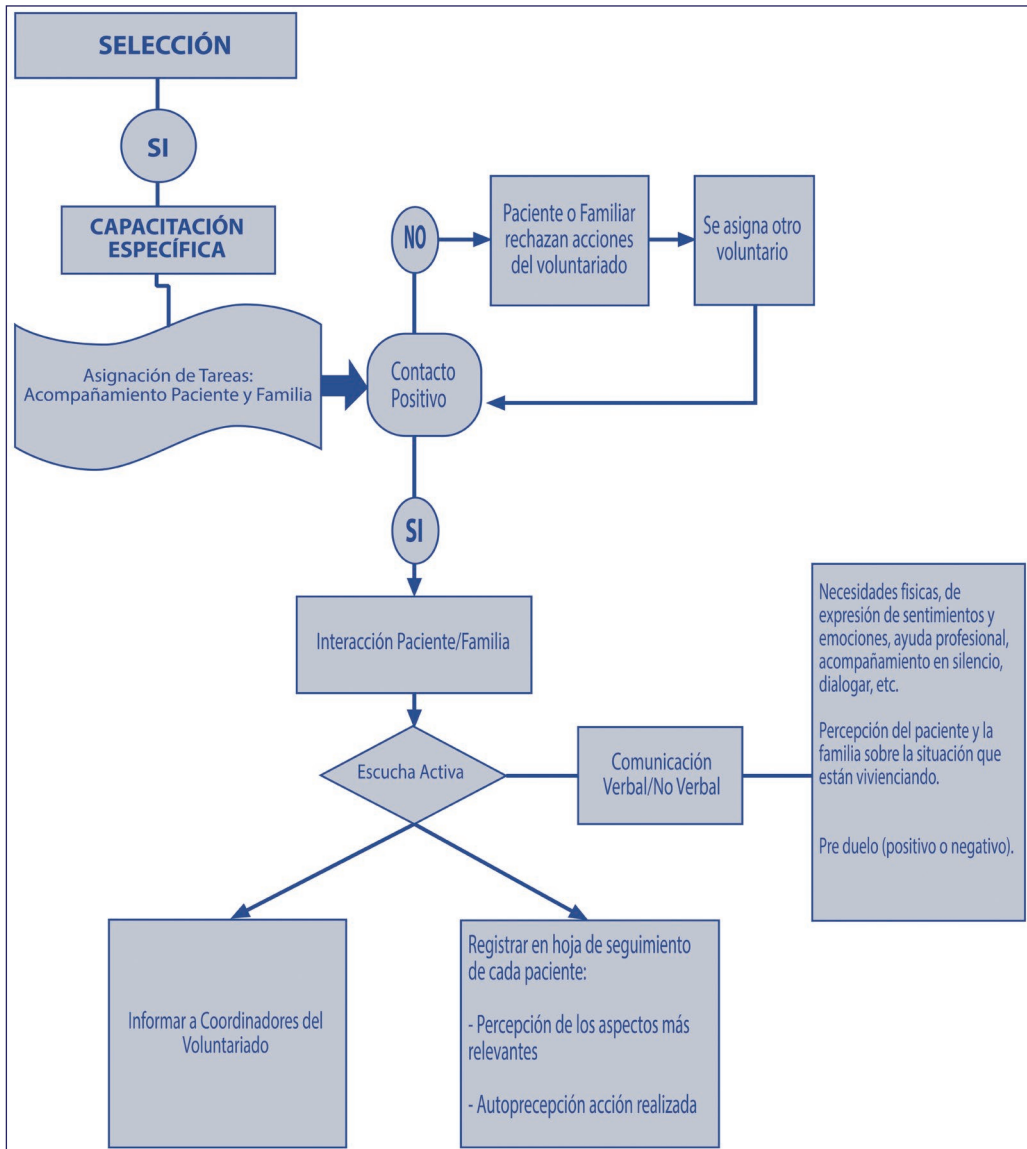 SELECCIÓN
SI
CAPACITACIÓN
ESPECÍFICA
Asignación de Tareas:
Acompañamiento Paciente y Familia
Contacto
Positivo
NO
Paciente o Familiar
rechazan acciones
del voluntariado
Se asigna otro
voluntario
SI
Interacción Paciente/Familia
Escucha Activa
Comunicación
Verbal/No Verbal
Necesidades fisicas, de
expresión de sentimientos y
emociones, ayuda profesional,
acompañamiento en silencio,
dialogar, etc.
Percepción del paciente y la
familia sobre la situación que
están vivienciando.
Pre duelo (positivo o negativo).
Informar a Coordinadores del
Voluntariado
Registrar en hoja de seguimiento
de cada paciente:
- Percepción de los aspectos más
relevantes
- Autoprecepción acción realizada